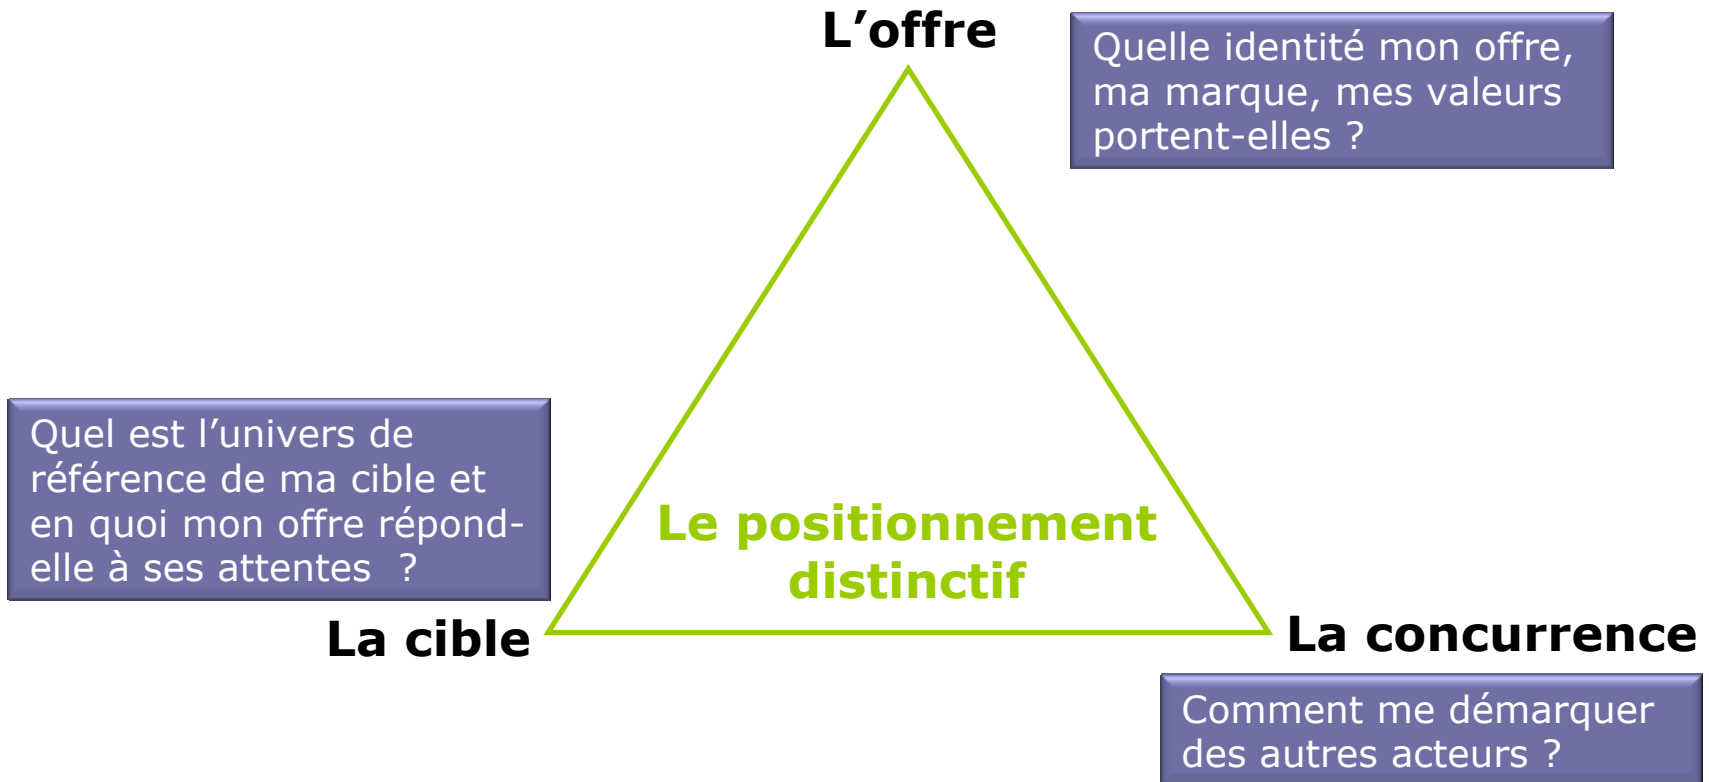 L’offre
Quelle identité mon offre,
ma marque, mes valeurs
portent-elles ?
Quel est l’univers de
référence de ma cible et
en quoi mon offre répond-
elle à ses attentes  ?
Le positionnement
distinctif
La cible
La concurrence
Comment me démarquer
des autres acteurs ?